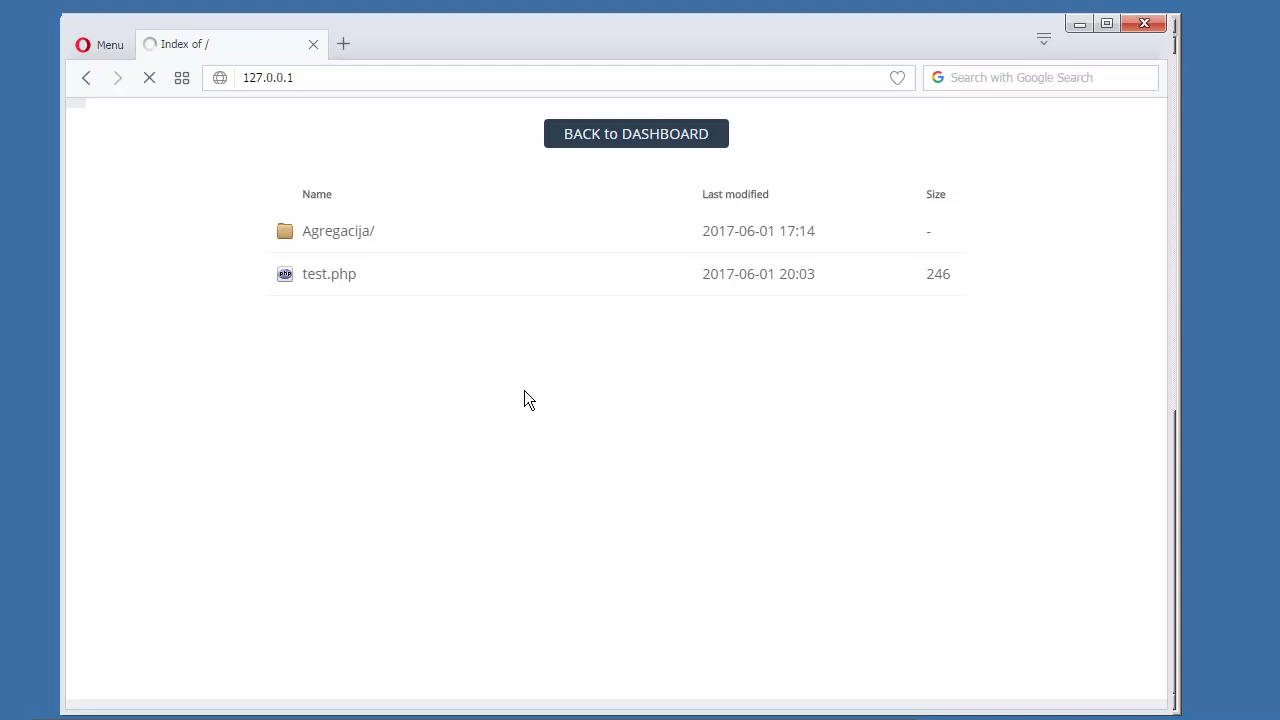 Menu
Index of /
127.0.0.1
Search with Google Search
BACK to DASHBOARD
Name Last modified Size
Agregacija/ 2017-06-01 17:14 -
php test.php 2017-06-01 20:03 246